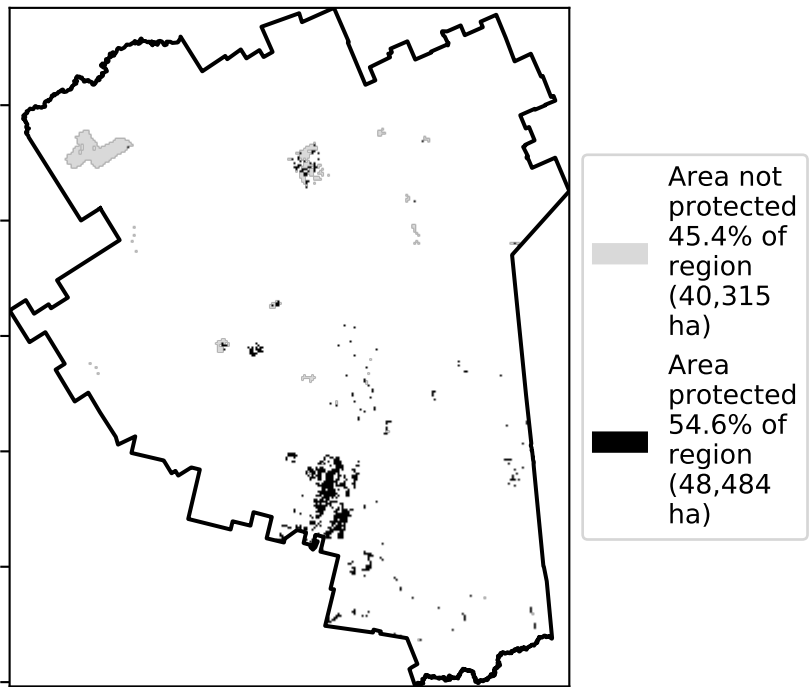 Area not
protected
45.4% of
region
(40,315
ha)
Area
protected
54.6% of
region
(48,484
ha)